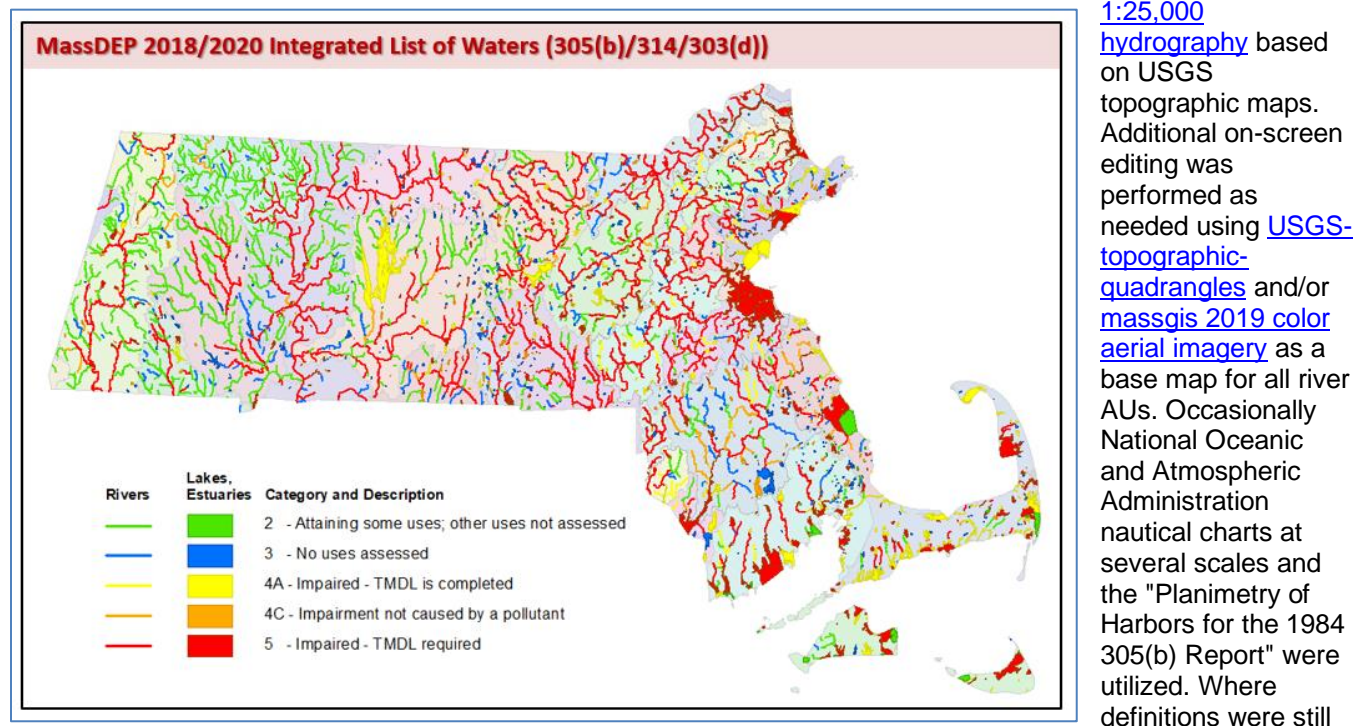 MassDEP 2018/2020 Integrated List of Waters (305(b)/314/303(d))
Rivers
Lakes,
Estuaries
Category and Description
2 - Attaining some uses; other uses not assessed
3 - No uses assessed
4A - Impaired - TMDL is completed
4C - Impairment not caused by a pollutant
5 - Impaired - TMDL required
1:25,000
hydrography based
on USGS
topographic maps.
Additional on-screen
editing was
performed as
needed using USGS-
topographic-
quadrangles and/or
massgis 2019 color
aerial imagery as a
base map for all river
AUs. Occasionally
National Oceanic
and Atmospheric
Administration
nautical charts at
several scales and
the "Planimetry of
Harbors for the 1984
305(b) Report" were
utilized. Where
definitions were still